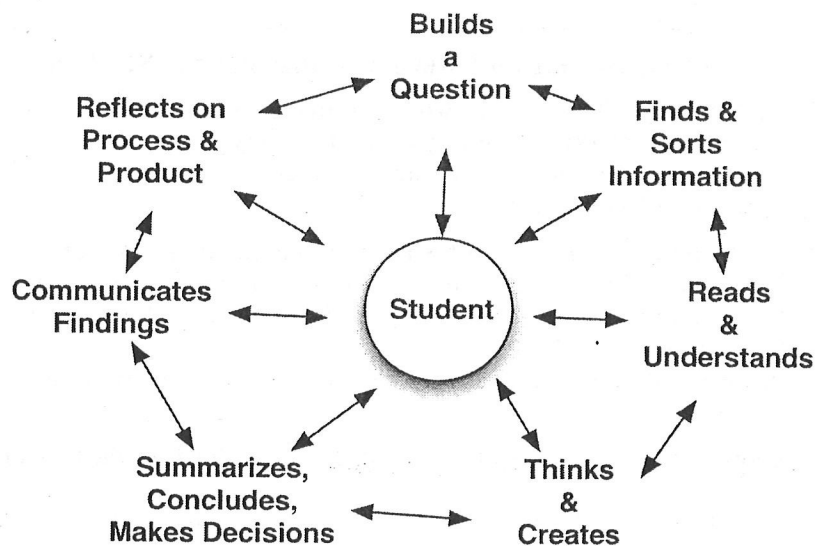 Builds
a
Question
Finds &
Sorts
Information
Reads
&
Understands
Thinks
&
Creates
Summarizes,
Concludes,
Makes Decisions
Communicates
Findings
Reflects on
Process &
Product
Student